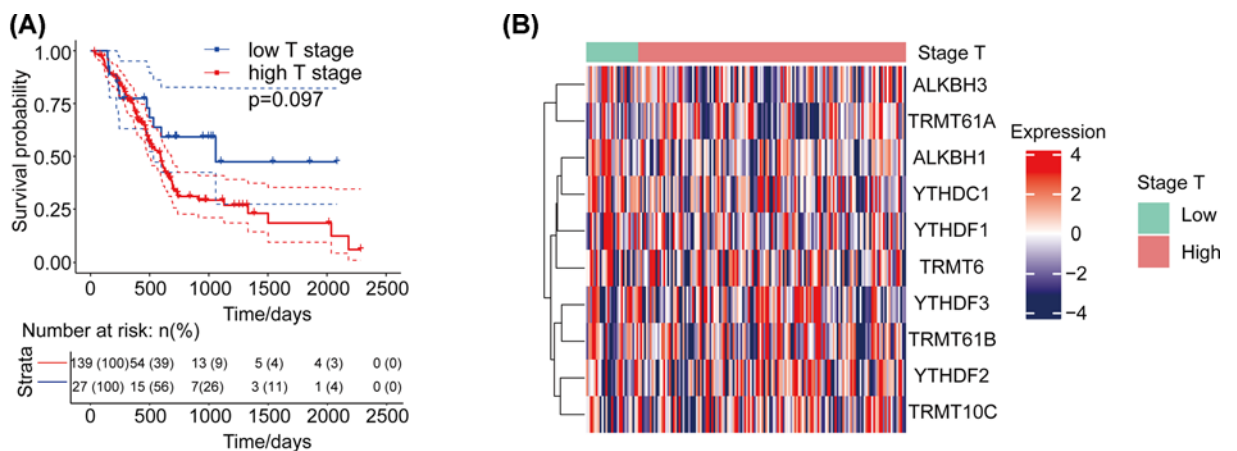 (A)
1.00
0.75
0.50
0.25
0.00
Survival probability
low T stage
high T stage
p=0.097
0 500 1000 1500 2000 2500
Time/days
Number at risk: n(%)
Strata
139 (100) 54 (39) 13 (9) 5 (4) 4 (3) 0 (0)
27 (100) 15 (56) 7(26) 3 (11) 1 (4) 0 (0)
0 500 1000 1500 2000 2500
Time/days
(B)
Stage T
ALKBH3
TRMT61A
ALKBH1
YTHDC1
YTHDF1
TRMT6
YTHDF3
TRMT61B
YTHDF2
TRMT10C
Expression
4
2
0
−2
−4
Stage T
Low
High